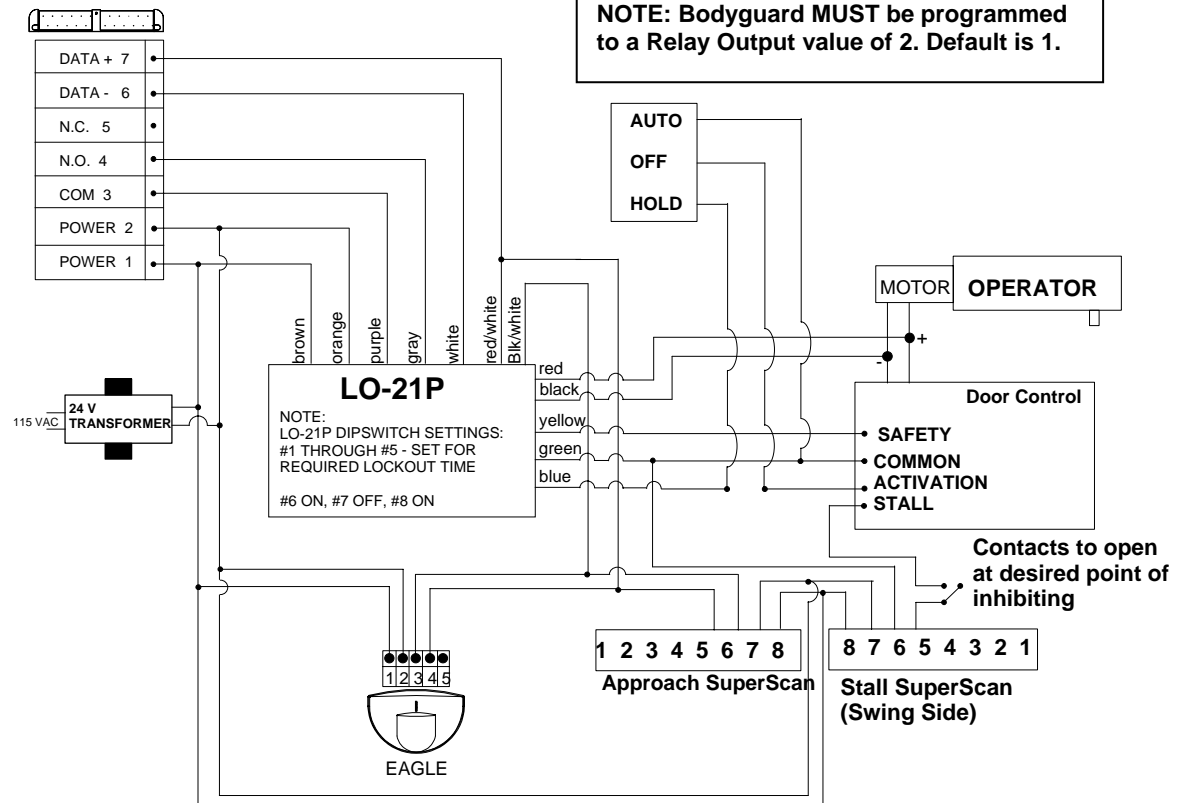 NOTE: Bodyguard MUST be programmed
to a Relay Output value of 2. Default is 1.
DATA + 7
DATA - 6
N.C. 5
N.O. 4
COM 3
POWER 2
POWER 1
AUTO
OFF
HOLD
MOTOR
OPERATOR
+
-
brown
orange
purple
gray
white
red/white
Blk/white
LO-21P
NOTE:
LO-21P DIPSWITCH SETTINGS:
#1 THROUGH #5 - SET FOR
REQUIRED LOCKOUT TIME
#6 ON, #7 OFF, #8 ON
red
black
yellow
green
blue
115 VAC
24 V
TRANSFORMER
Door Control
SAFETY
COMMON
ACTIVATION
STALL
Contacts to open
at desired point of
inhibiting
1 2 3 4 5
EAGLE
1 2 3 4 5 6 7 8
Approach SuperScan
8 7 6 5 4 3 2 1
Stall SuperScan
(Swing Side)